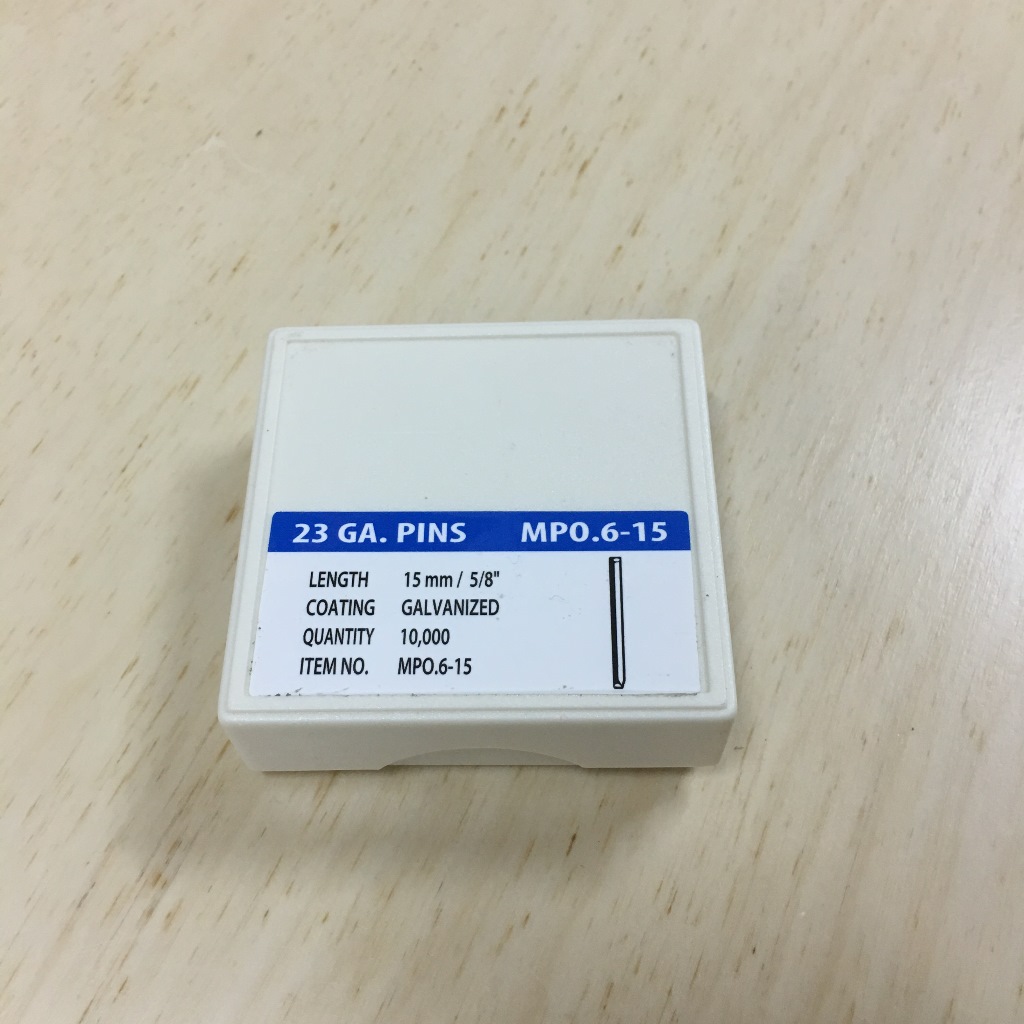 23 GA. PINS MP0.6-15
LENGTH 15 mm / 5/8"
COATING GALVANIZED
QUANTITY 10,000
ITEM NO. MP0.6-15